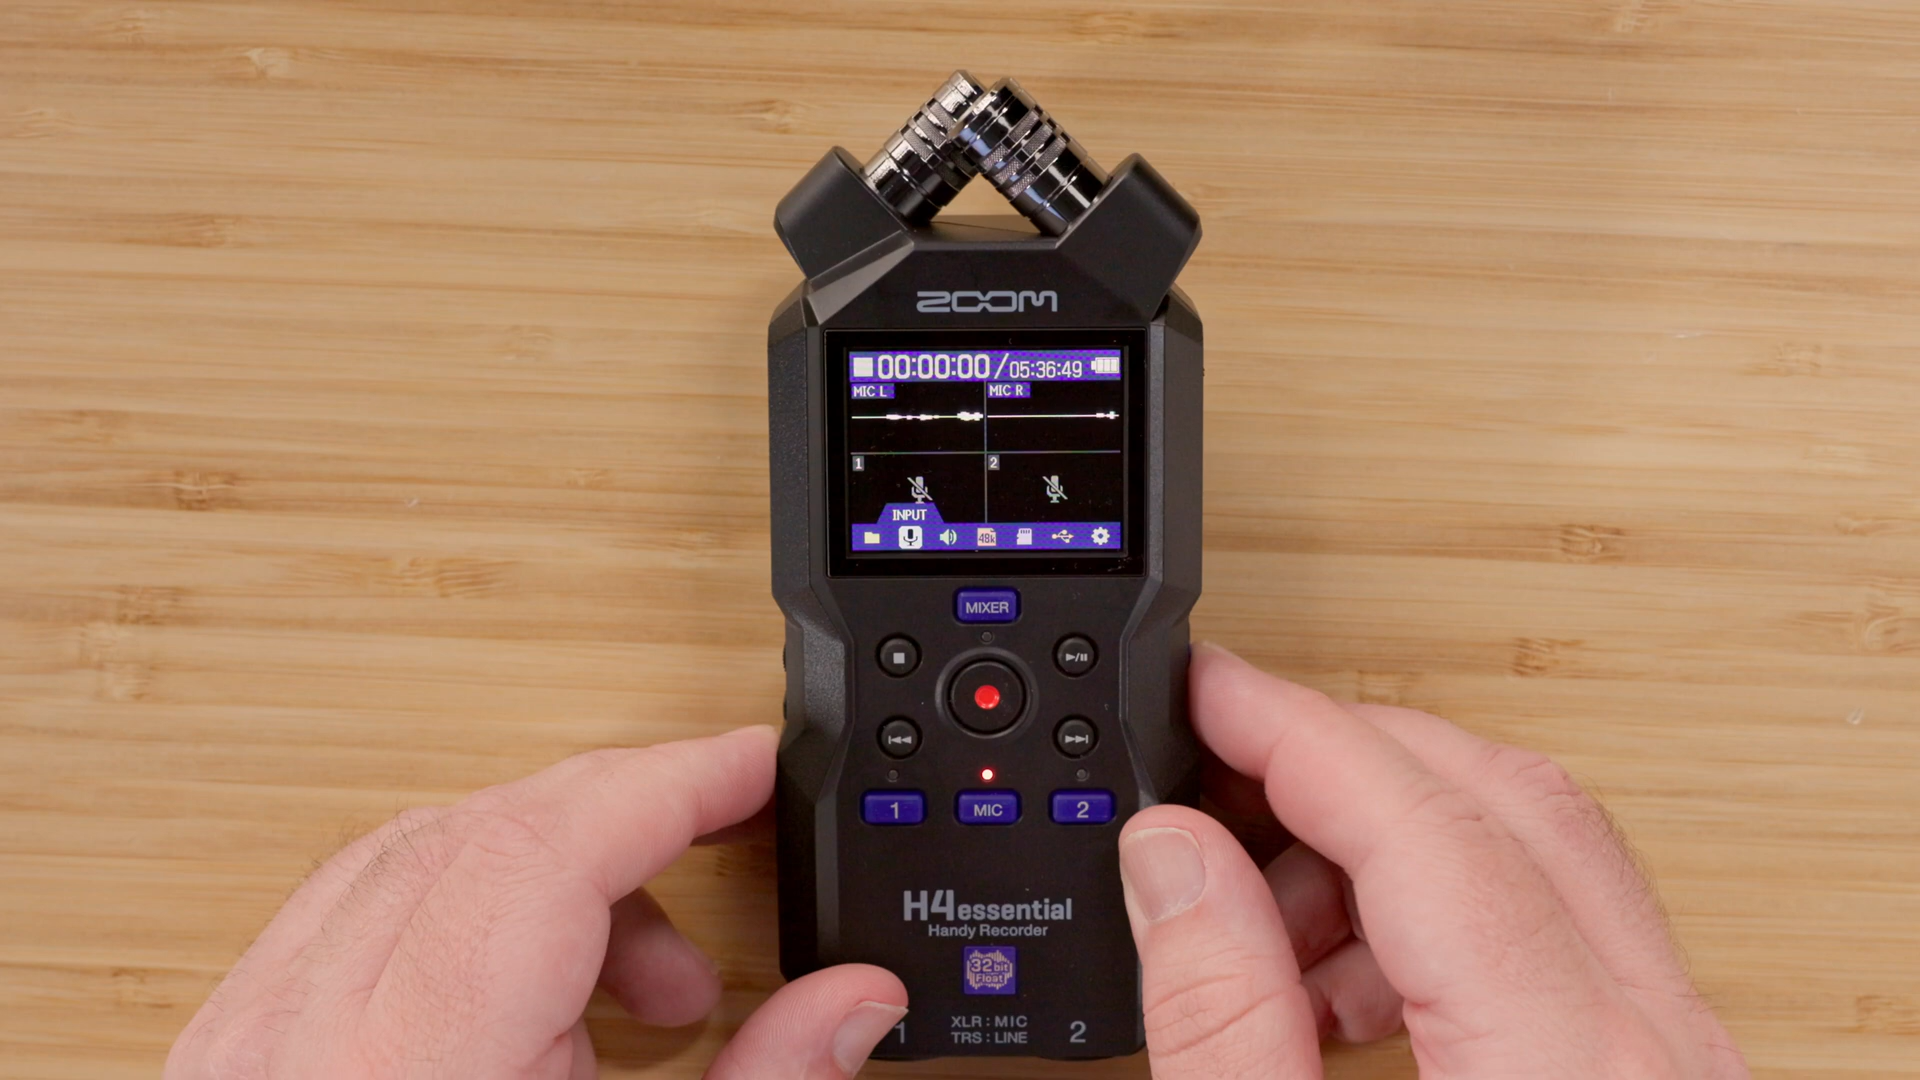 ZOOM
00:00:00/05:36:49
MIC L MIC R
1 2
INPUT
48k
MIXER
1 MIC 2
H4essential
Handy Recorder
32bit
Float
XLR:MIC
1 TRS:LINE 2